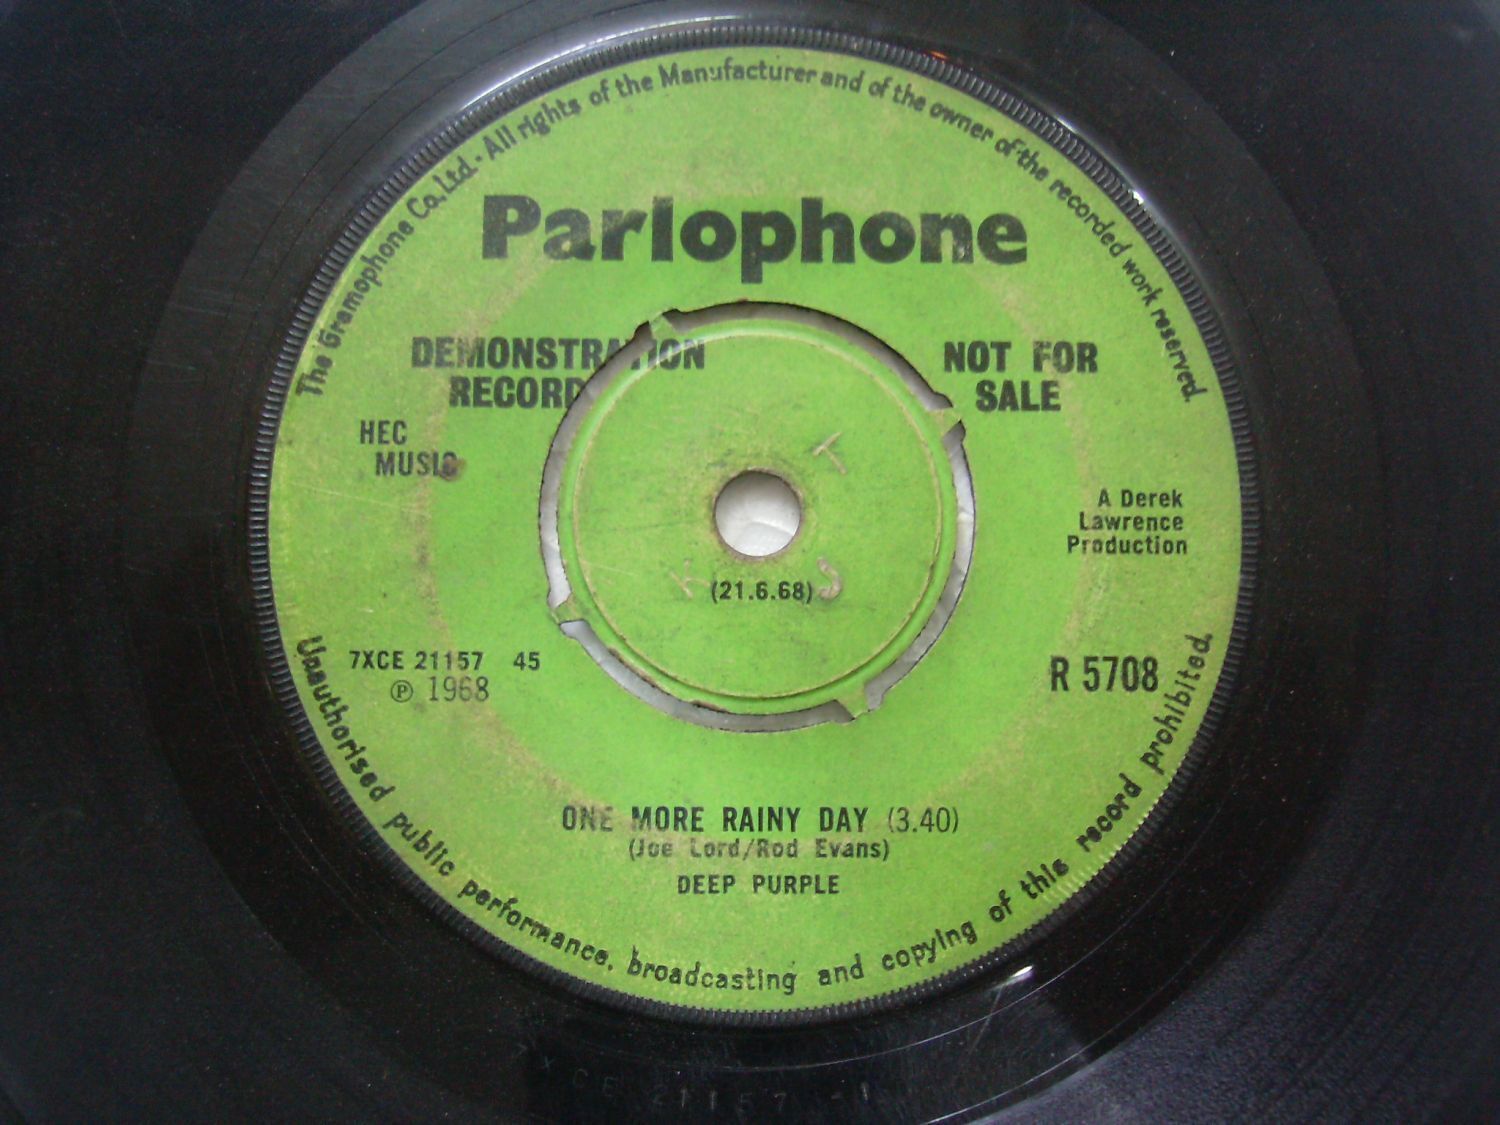 The Gramophone Co. Ltd. · All rights of the Manufacturer and of the owner of the recorded work reserved.
Parlophone
DEMONSTRATION
RECORD
NOT FOR
SALE
HEC
MUSIC
A Derek
Lawrence
Production
T
K S
(21.6.68)
7XCE 21157 45
℗ 1968
R 5708
ONE MORE RAINY DAY (3.40)
(Joe Lord/Rod Evans)
DEEP PURPLE
Unauthorised public performance, broadcasting and copying of this record prohibited.
XCE 21157 -1